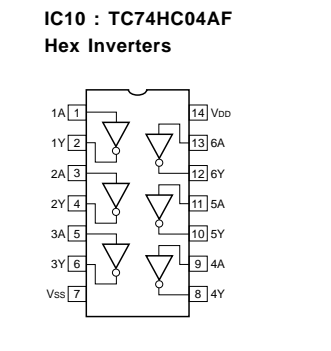 IC10 : TC74HC04AF
Hex Inverters
1A 1 14 VDD
1Y 2 13 6A
2A 3 12 6Y
2Y 4 11 5A
3A 5 10 5Y
3Y 6 9 4A
Vss 7 8 4Y